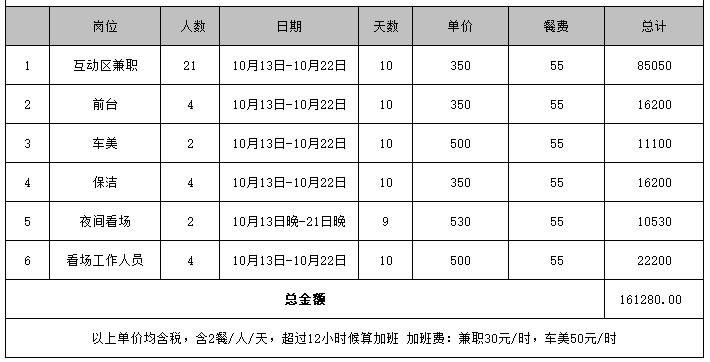 岗位 人数 日期 天数 单价 餐费 总计
1 互动区兼职 21 10月13日-10月22日 10 350 55 85050
2 前台 4 10月13日-10月22日 10 350 55 16200
3 车美 2 10月13日-10月22日 10 500 55 11100
4 保洁 4 10月13日-10月22日 10 350 55 16200
5 夜间看场 2 10月13日晚-21日晚 9 530 55 10530
6 看场工作人员 4 10月13日-10月22日 10 500 55 22200
总金额 161280.00
以上单价均含税，含2餐/人/天，超过12小时候算加班 加班费：兼职30元/时，车美50元/时